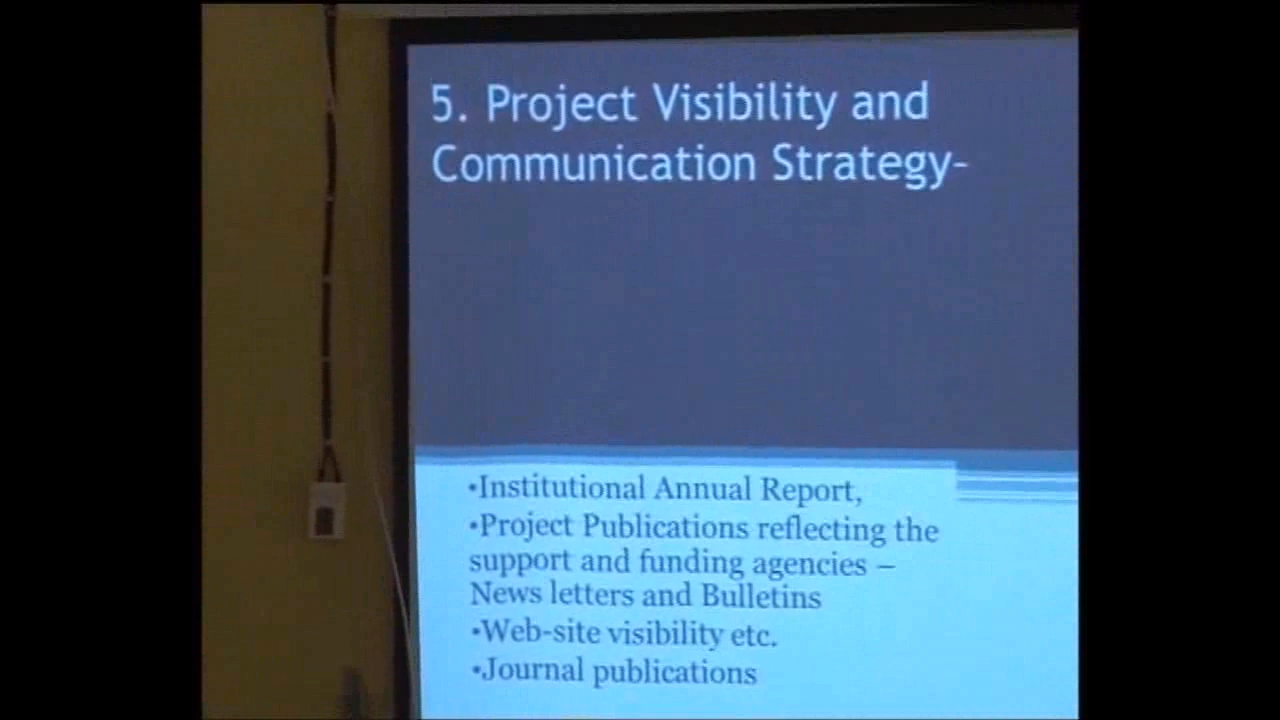 5. Project Visibility and
Communication Strategy-
•Institutional Annual Report,
•Project Publications reflecting the
support and funding agencies –
News letters and Bulletins
•Web-site visibility etc.
•Journal publications